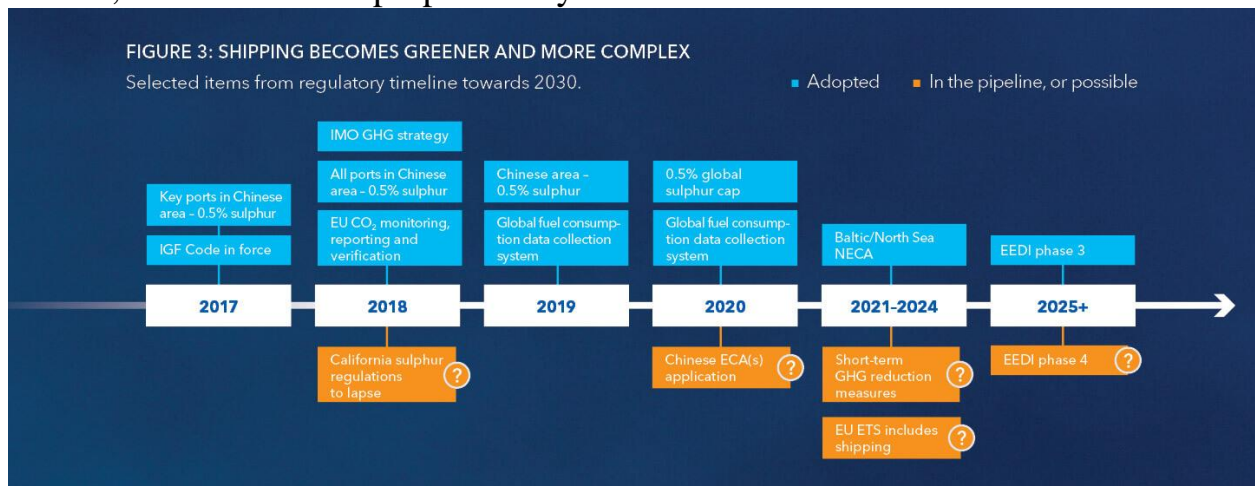 FIGURE 3: SHIPPING BECOMES GREENER AND MORE COMPLEX
Selected items from regulatory timeline towards 2030.
Adopted
In the pipeline, or possible
Key ports in Chinese
area – 0.5% sulphur
IGF Code in force
2017
IMO GHG strategy
All ports in Chinese
area – 0.5% sulphur
EU CO₂ monitoring,
reporting and
verification
2018
California sulphur
regulations
to lapse
?
Chinese area –
0.5% sulphur
Global fuel consump-
tion data collection
system
2019
0.5% global
sulphur cap
Global fuel consump-
tion data collection
system
2020
Chinese ECA(s)
application
?
Baltic/North Sea
NECA
2021–2024
Short-term
GHG reduction
measures
?
EU ETS includes
shipping
?
EEDI phase 3
2025+
EEDI phase 4
?